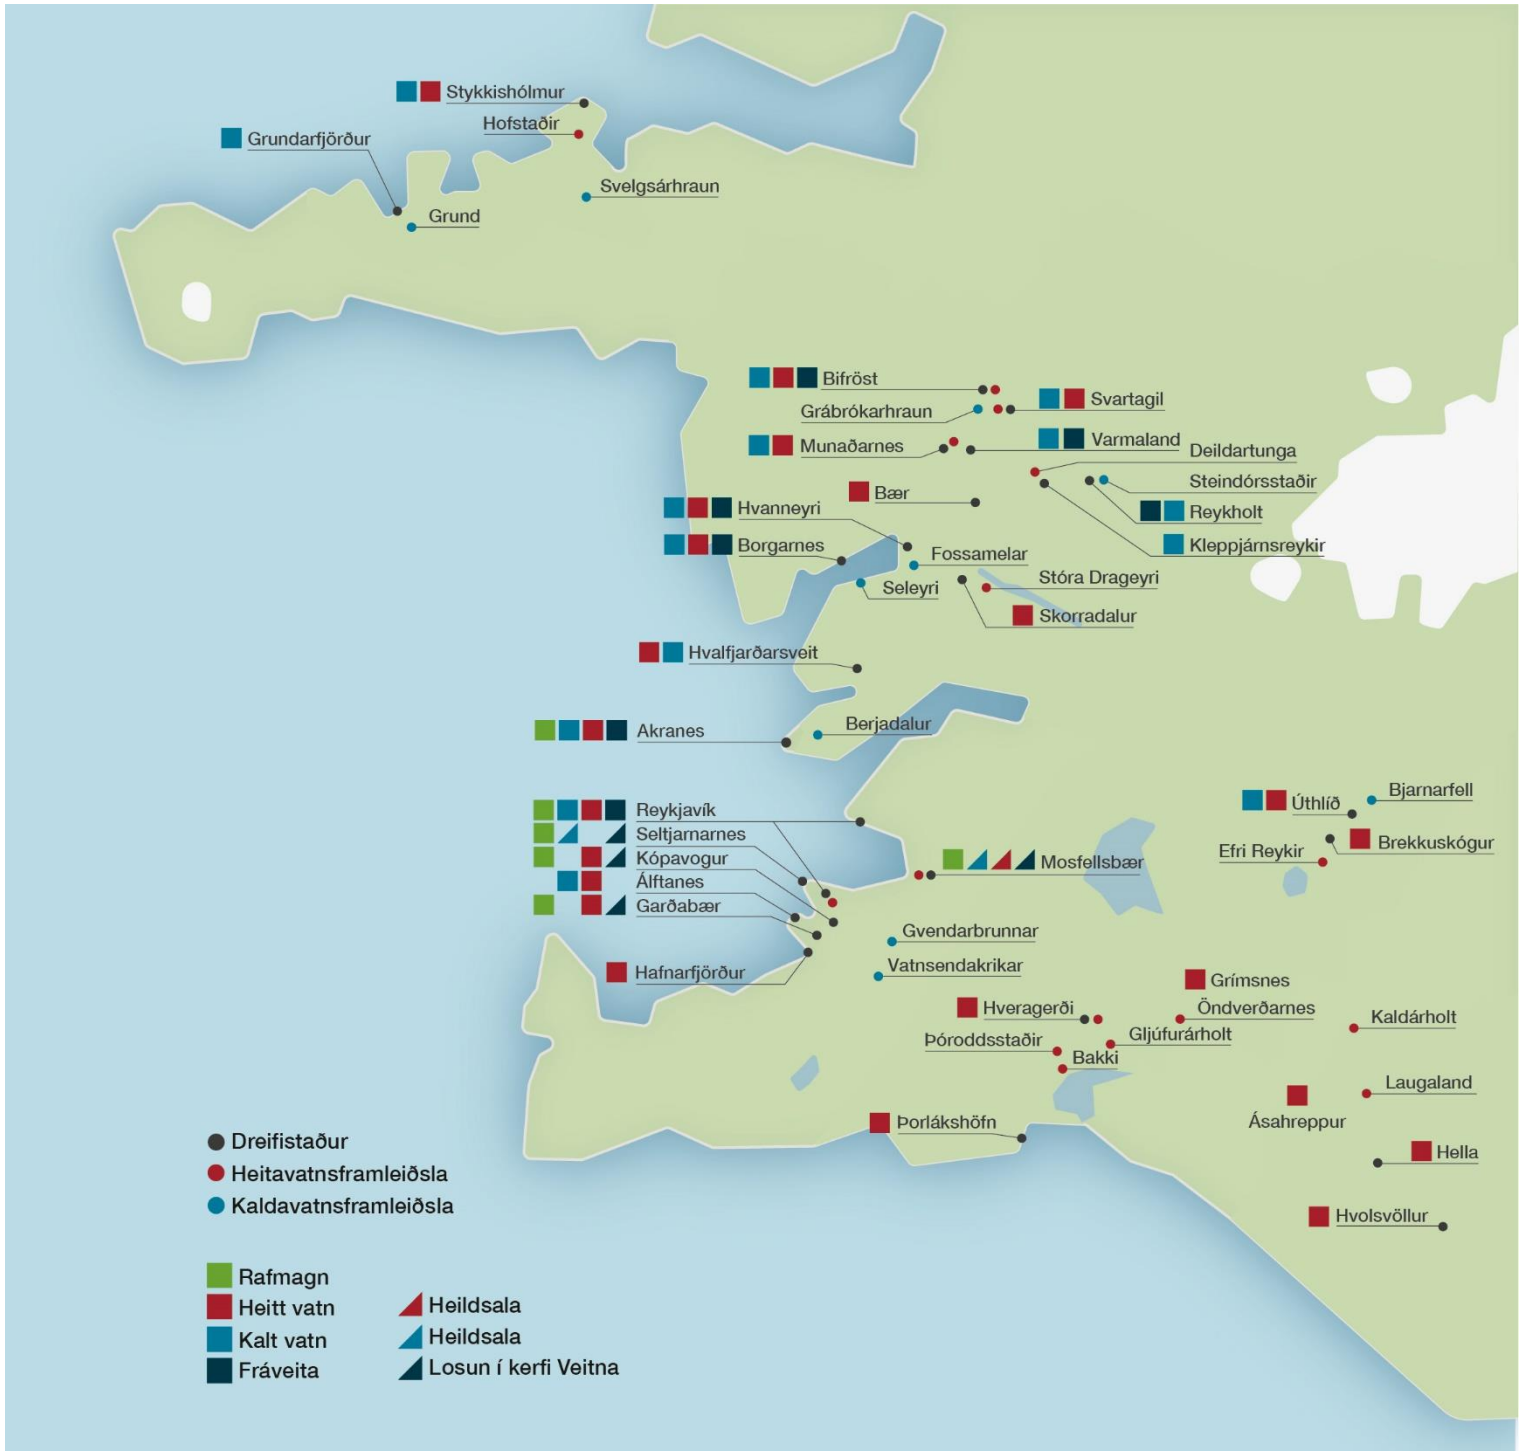 Stykkishólmur
Hofstaðir
Grundarfjörður
Svelgsárhraun
Grund
Bifröst
Svartagil
Grábrókarhraun
Munaðarnes
Varmaland
Deildartunga
Steindórsstaðir
Bær
Reykholt
Hvanneyri
Kleppjárnsreykir
Borgarnes
Fossamelar
Seleyri
Stóra Drageyri
Skorradalur
Hvalfjarðarsveit
Akranes
Berjadalur
Bjarnarfell
Úthlíð
Reykjavík
Seltjarnarnes
Brekkuskógur
Efri Reykir
Kópavogur
Mosfellsbær
Álftanes
Garðabær
Gvendarbrunnar
Hafnarfjörður
Vatnsendakrikar
Grímsnes
Hveragerði
Öndverðarnes
Kaldárholt
Þóroddsstaðir
Gljúfurárholt
Bakki
Laugaland
Þorlákshöfn
Ásahreppur
Hella
Hvolsvöllur
Dreifistaður
Heitavatnsframleiðsla
Kaldavatnsframleiðsla
Rafmagn
Heitt vatn
Heildsala
Kalt vatn
Heildsala
Fráveita
Losun í kerfi Veitna